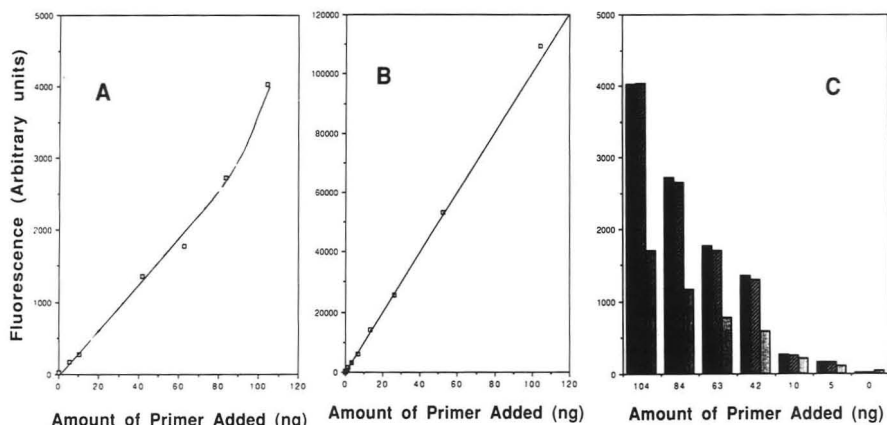 Fluorescence (Arbitrary units)
A
5000
4000
3000
2000
1000
0
0 20 40 60 80 100 120
Amount of Primer Added (ng)
B
120000
100000
80000
60000
40000
20000
0
0 20 40 60 80 100 120
Amount of Primer Added (ng)
C
5000
4000
3000
2000
1000
0
104 84 63 42 10 5 0
Amount of Primer Added (ng)